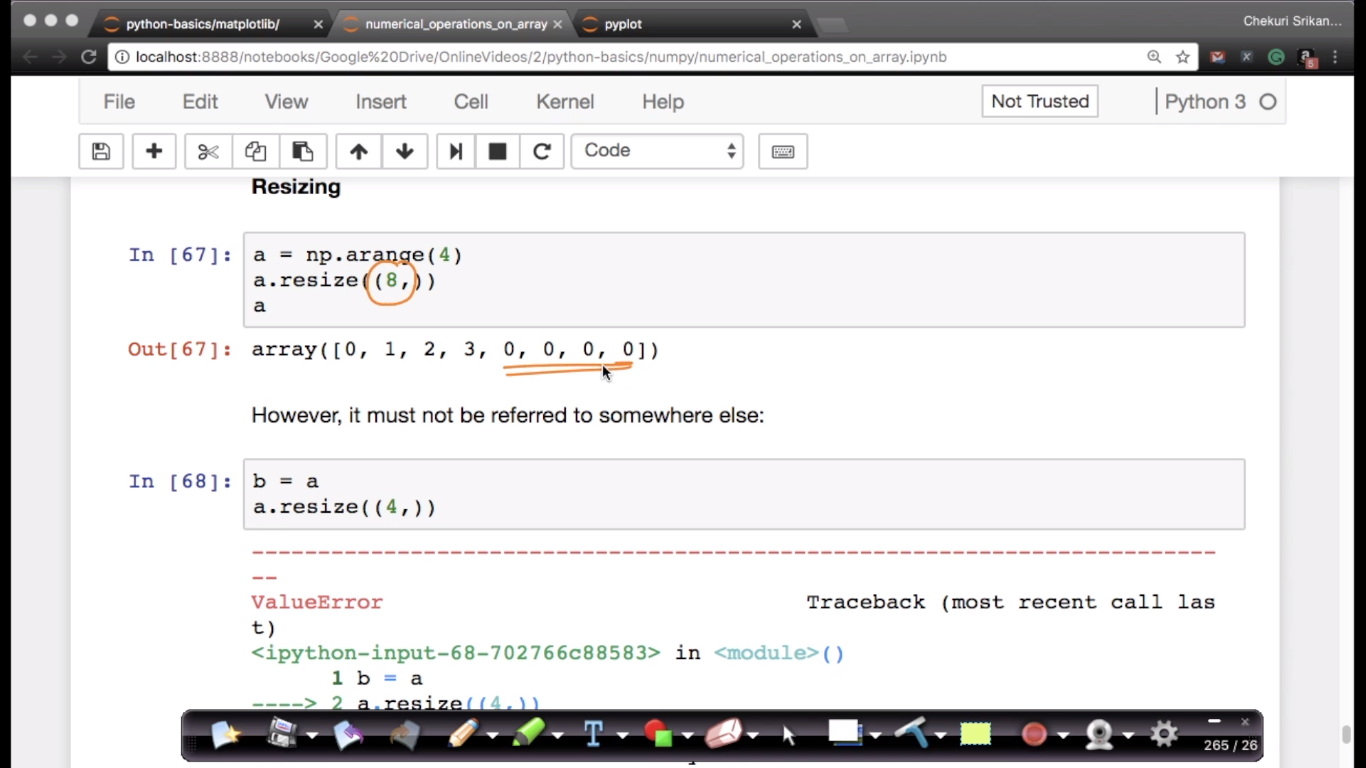 python-basics/matplotlib/
numerical_operations_on_array
pyplot
Chekuri Srikan...
localhost:8888/notebooks/Google%20Drive/OnlineVideos/2/python-basics/numpy/numerical_operations_on_array.ipynb
5
File Edit View Insert Cell Kernel Help Not Trusted Python 3
Code
Resizing
In [67]: a = np.arange(4)
a.resize((8,))
a
Out[67]: array([0, 1, 2, 3, 0, 0, 0, 0])
However, it must not be referred to somewhere else:
In [68]: b = a
a.resize((4,))
---------------------------------------------------------------------------
ValueError Traceback (most recent call las
t)
<ipython-input-68-702766c88583> in <module>()
1 b = a
----> 2 a.resize((4,))
265 / 26